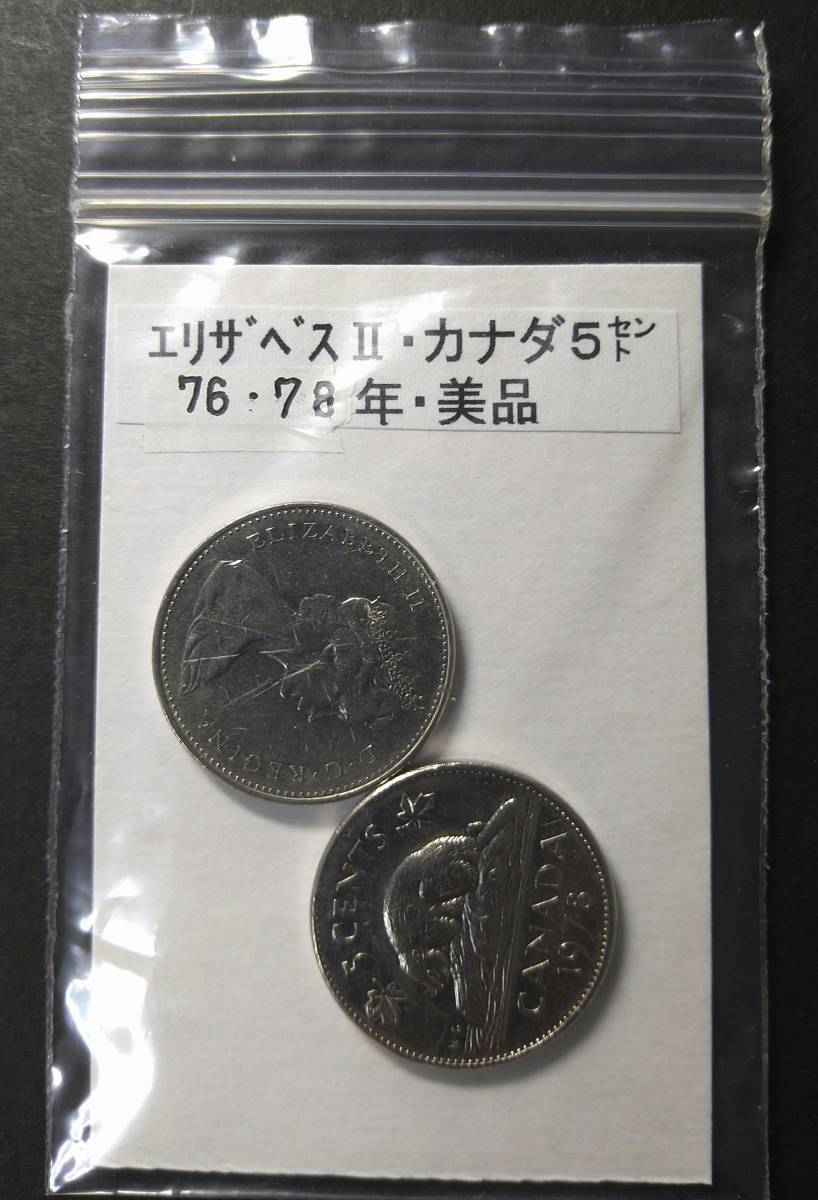 ｴﾘｻﾞﾍﾞｽⅡ・カナダ5セント
76・78年・美品
ELIZABETH II
D・G・REGINA
5 CENTS
CANADA
1978